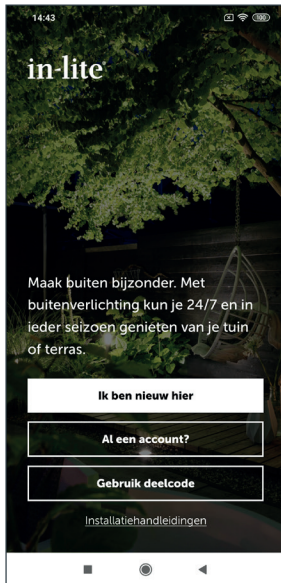 14:43
100
in-lite
Maak buiten bijzonder. Met
buitenverlichting kun je 24/7 en in
ieder seizoen genieten van je tuin
of terras.
Ik ben nieuw hier
Al een account?
Gebruik deelcode
Installatiehandleidingen